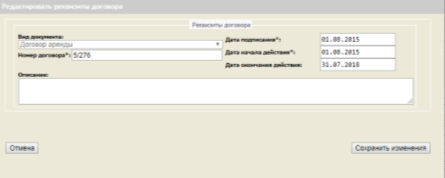 Редактировать реквизиты договора
Реквизиты договора
Вид документа:
Договор аренды
Номер договора*: 5/276
Дата подписания*: 01.08.2015
Дата начала действия*: 01.08.2015
Дата окончания действия: 31.07.2018
Описание:
Отмена
Сохранить изменения